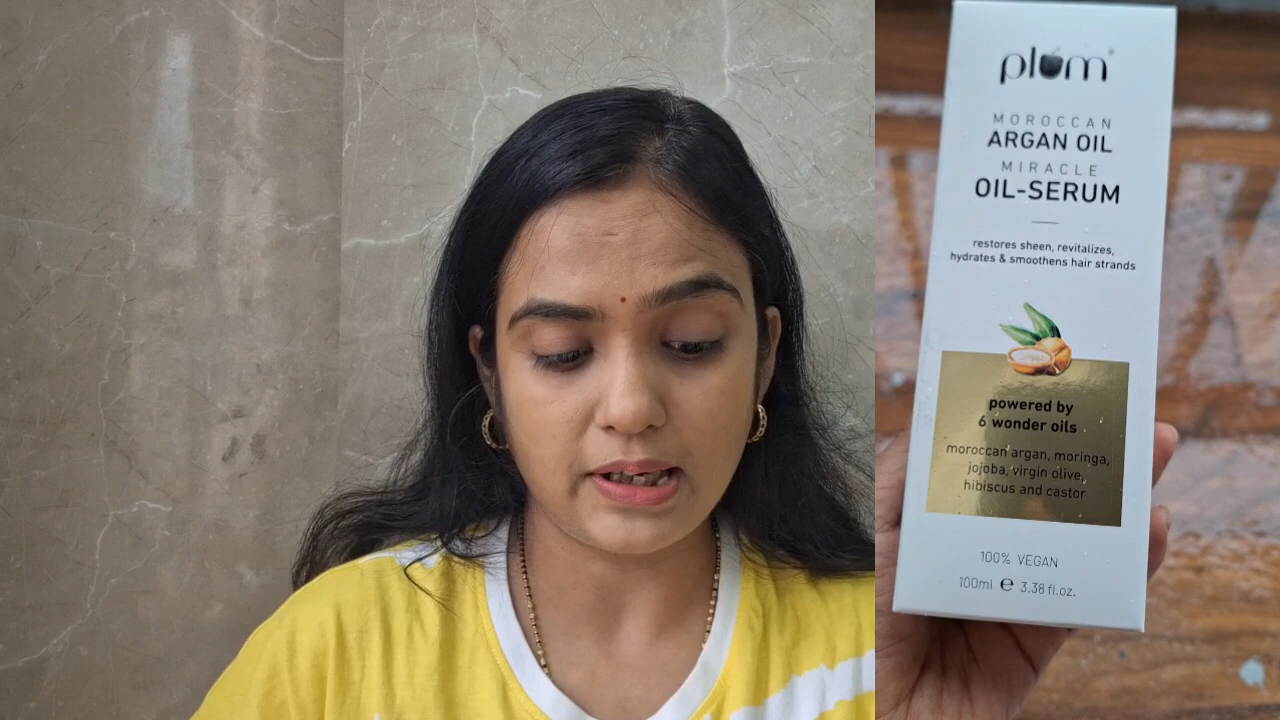 plum®
MOROCCAN
ARGAN OIL
MIRACLE
OIL-SERUM
restores sheen, revitalizes,
hydrates & smoothens hair strands
powered by
6 wonder oils
moroccan argan, moringa,
jojoba, virgin olive,
hibiscus and castor
100% VEGAN
100ml ℮ 3.38 fl.oz.